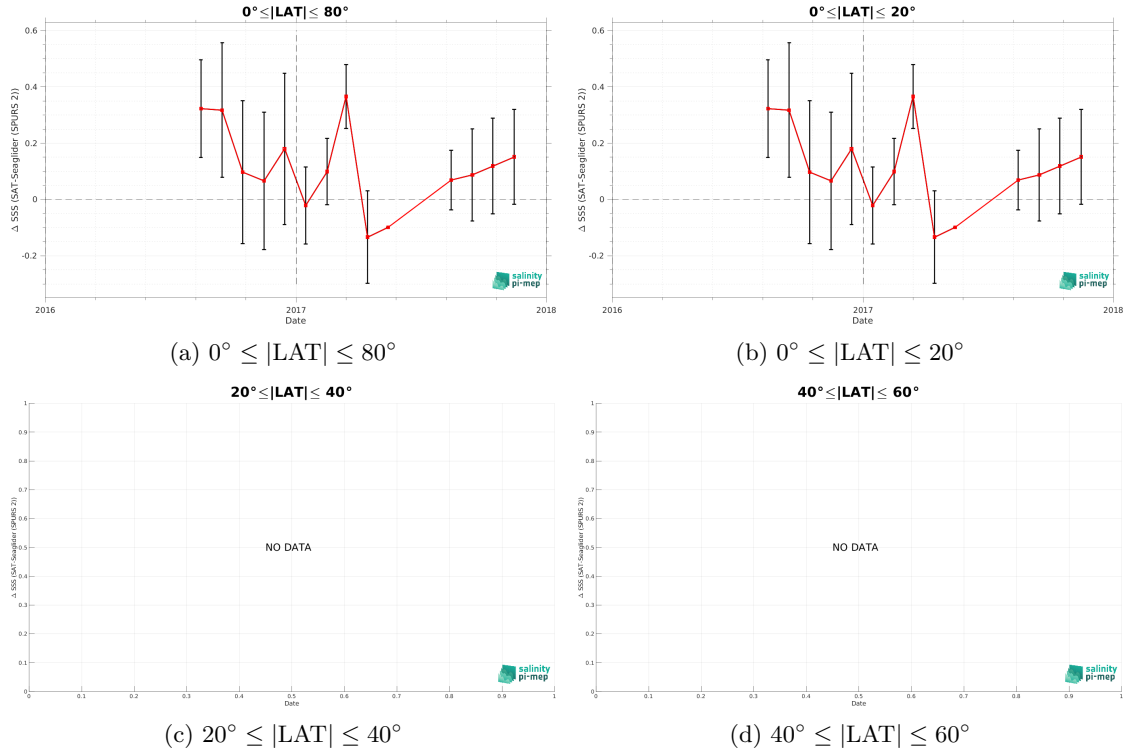 0°≤|LAT|≤ 80°
0.6
0.4
0.2
0
-0.2
Δ SSS (SAT-Seaglider (SPURS 2))
2016
2017
2018
Date
salinity
pi-mep
(a) 0° ≤ |LAT| ≤ 80°
0°≤|LAT|≤ 20°
0.6
0.4
0.2
0
-0.2
Δ SSS (SAT-Seaglider (SPURS 2))
2016
2017
2018
Date
salinity
pi-mep
(b) 0° ≤ |LAT| ≤ 20°
20°≤|LAT|≤ 40°
1
0.9
0.8
0.7
0.6
0.5
0.4
0.3
0.2
0.1
0
Δ SSS (SAT-Seaglider (SPURS 2))
NO DATA
0 0.1 0.2 0.3 0.4 0.5 0.6 0.7 0.8 0.9 1
Date
salinity
pi-mep
(c) 20° ≤ |LAT| ≤ 40°
40°≤|LAT|≤ 60°
1
0.9
0.8
0.7
0.6
0.5
0.4
0.3
0.2
0.1
0
Δ SSS (SAT-Seaglider (SPURS 2))
NO DATA
0 0.1 0.2 0.3 0.4 0.5 0.6 0.7 0.8 0.9 1
Date
salinity
pi-mep
(d) 40° ≤ |LAT| ≤ 60°